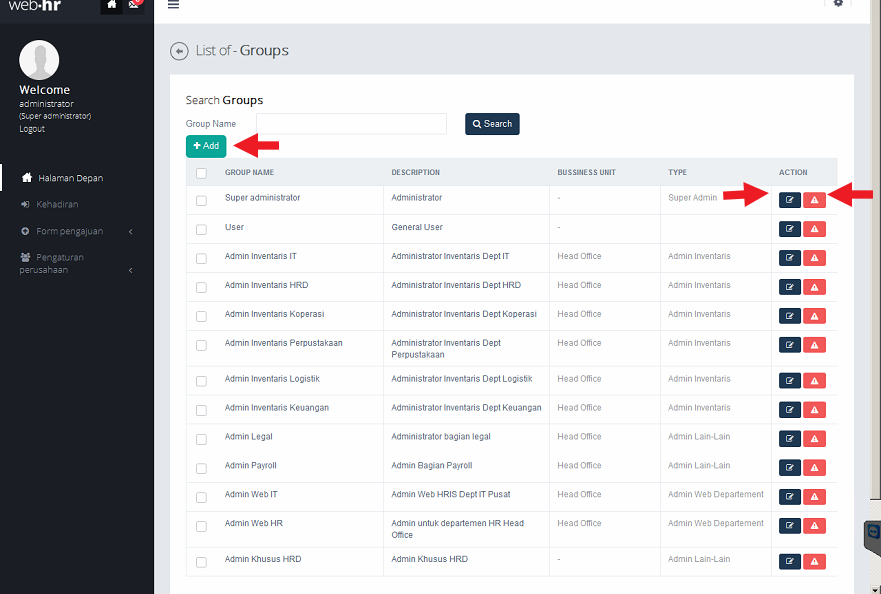 web·hr
Welcome
administrator
(Super administrator)
Logout
Halaman Depan
Kehadiran
Form pengajuan
Pengaturan
perusahaan
List of - Groups
Search Groups
Group Name
Search
+ Add
GROUP NAME DESCRIPTION BUSSINESS UNIT TYPE ACTION
Super administrator Administrator - Super Admin
User General User -
Admin Inventaris IT Administrator Inventaris Dept IT Head Office Admin Inventaris
Admin Inventaris HRD Administrator Inventaris Dept HRD Head Office Admin Inventaris
Admin Inventaris Koperasi Administrator Inventaris Dept Koperasi Head Office Admin Inventaris
Admin Inventaris Perpustakaan Administrator Inventaris Dept Head Office Admin Inventaris
Perpustakaan
Admin Inventaris Logistik Administrator Inventaris Dept Logistik Head Office Admin Inventaris
Admin Inventaris Keuangan Administrator Inventaris Dept Keuangan Head Office Admin Inventaris
Admin Legal Administrator bagian legal Head Office Admin Lain-Lain
Admin Payroll Admin Bagian Payroll Head Office Admin Lain-Lain
Admin Web IT Admin Web HRIS Dept IT Pusat Head Office Admin Web Departement
Admin Web HR Admin untuk departemen HR Head Head Office Admin Web Departement
Office
Admin Khusus HRD Admin Khusus HRD - Admin Lain-Lain